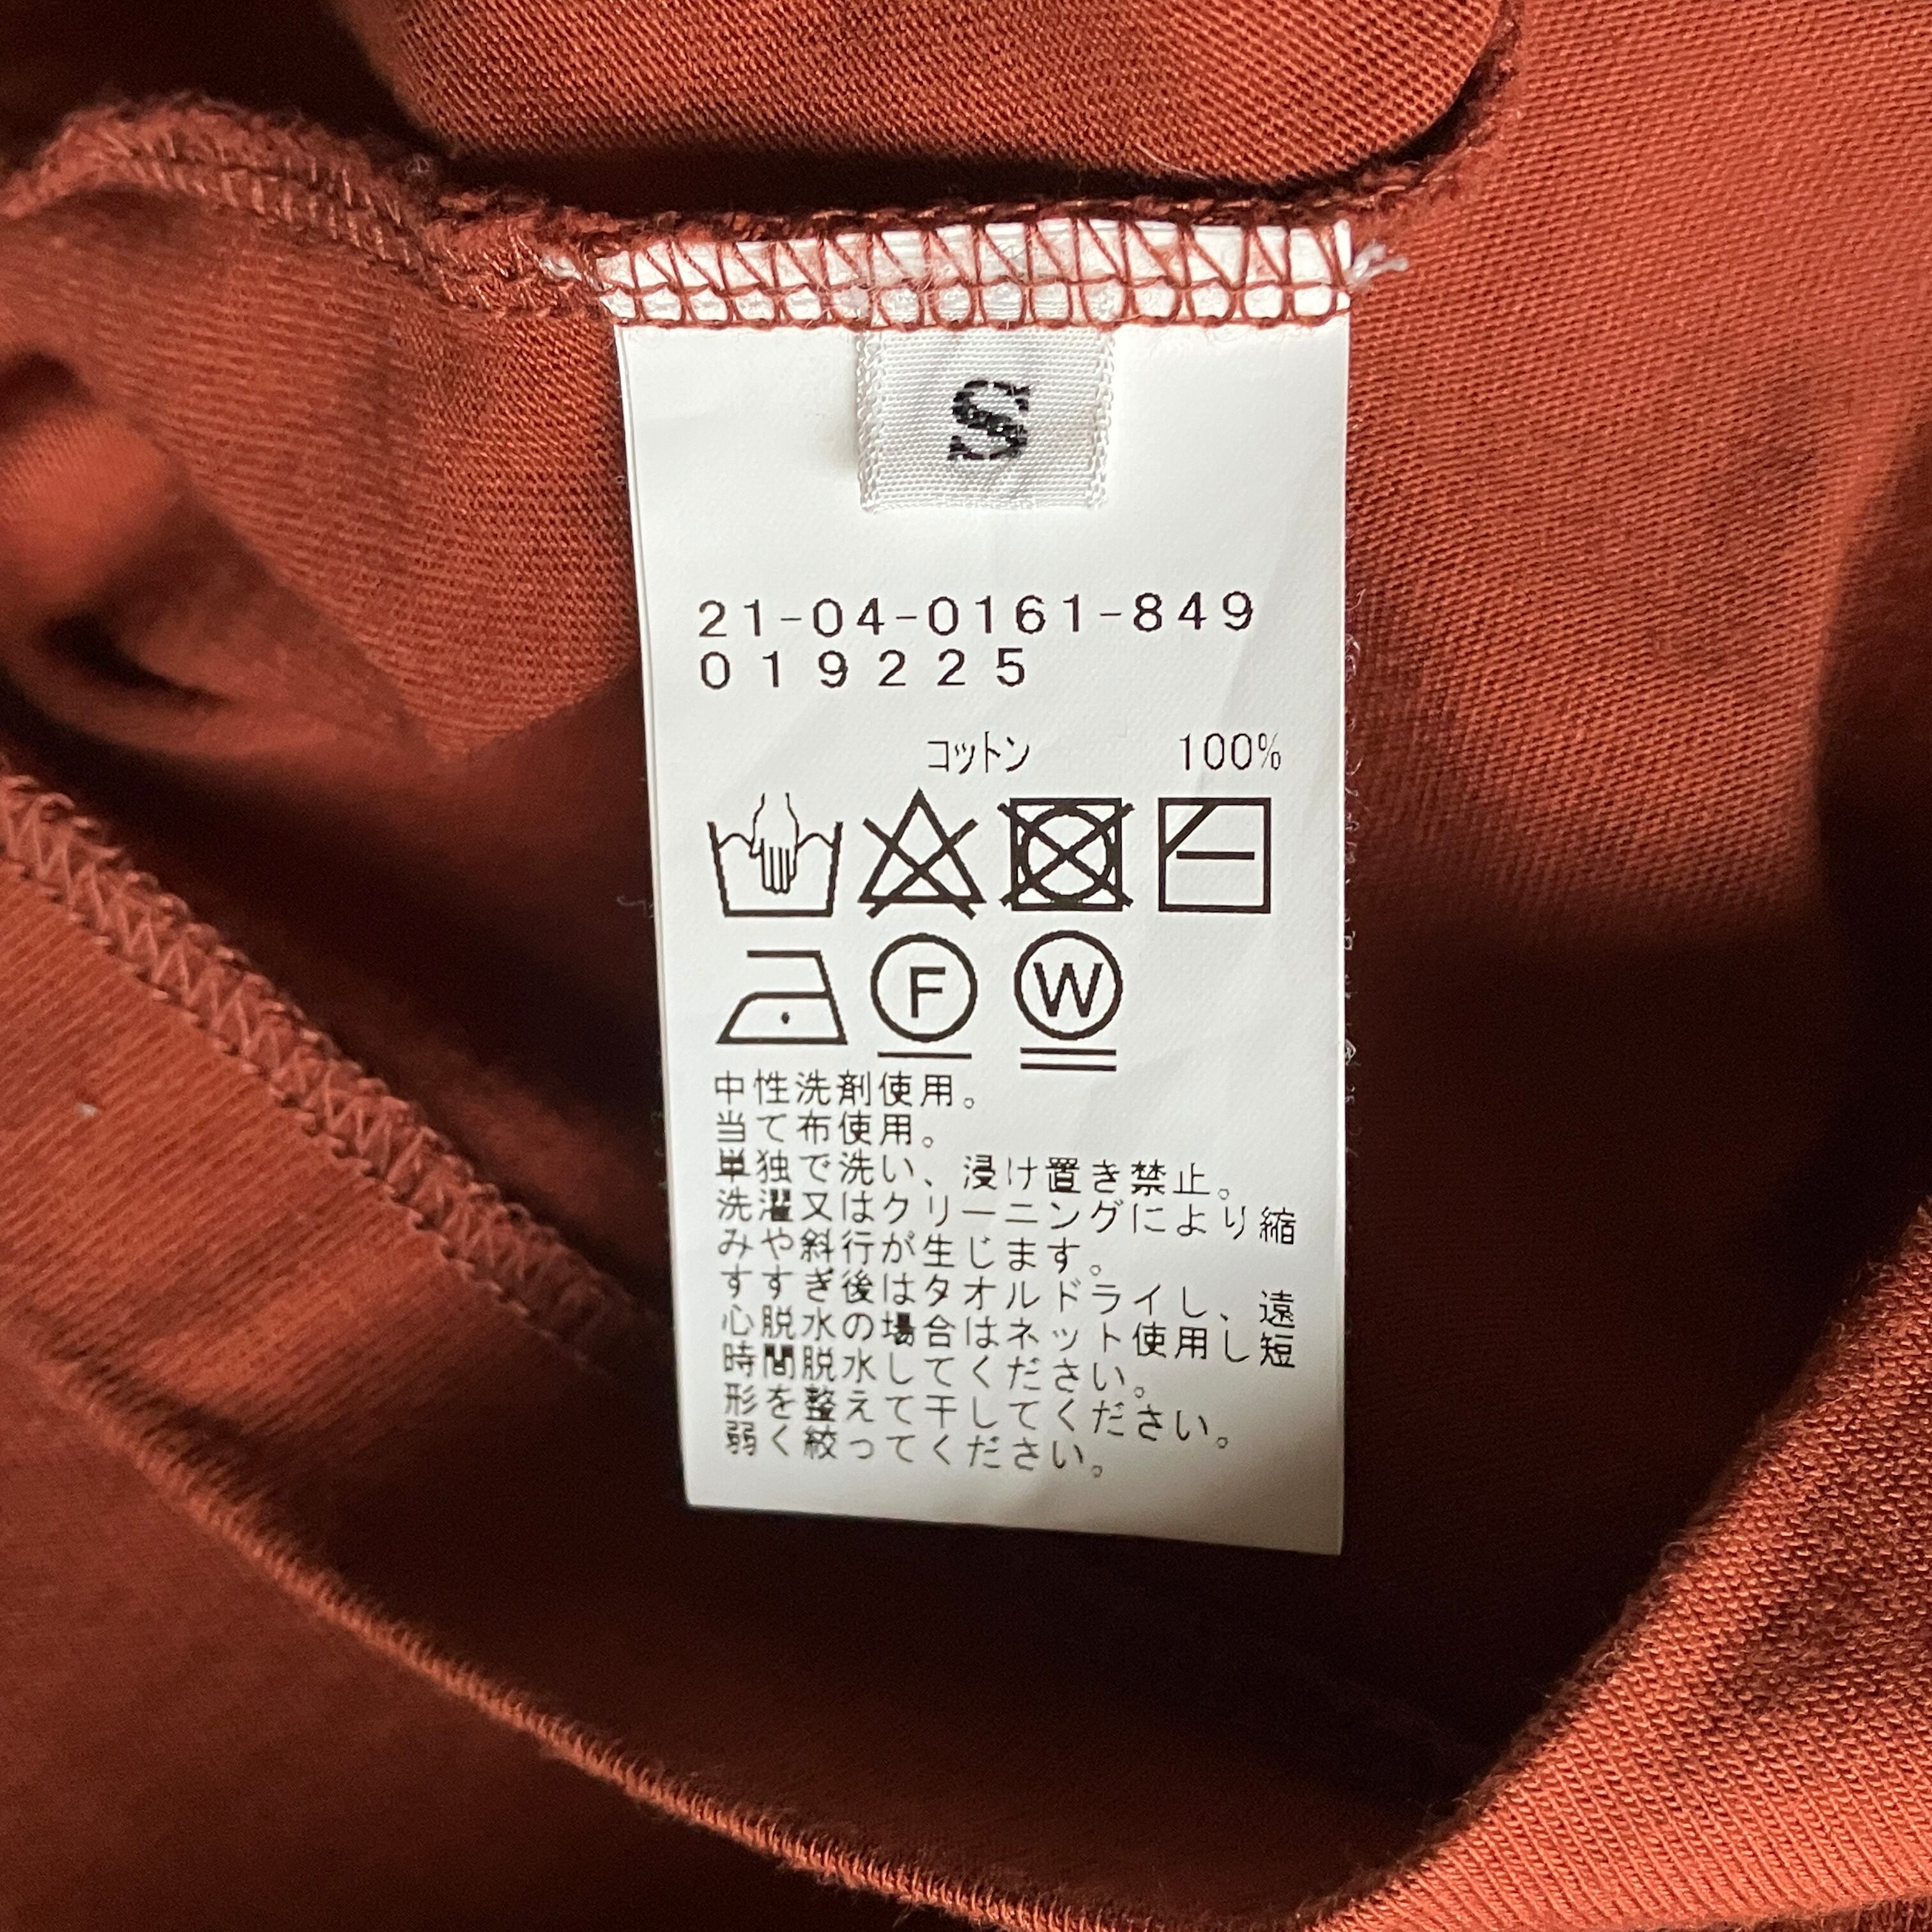 S
21-04-0161-849
019225
コットン 100%
F W
中性洗剤使用。
当て布使用。
単独で洗い、浸け置き禁止。
洗濯又はクリーニングにより縮
みや斜行が生じます。
すすぎ後はタオルドライし、遠
心脱水の場合はネット使用し短
時間脱水してください。
形を整えて干してください。
弱く絞ってください。